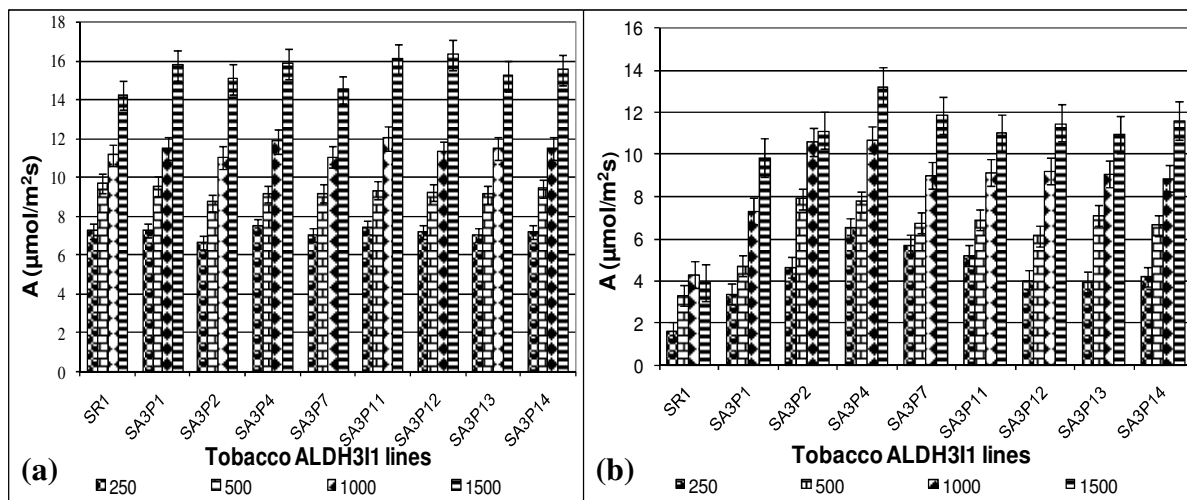 18
16
14
12
10
8
6
4
2
0
A (µmol/m²s)
SR1
SA3P1
SA3P2
SA3P4
SA3P7
SA3P11
SA3P12
SA3P13
SA3P14
Tobacco ALDH3I1 lines
(a)
250 500 1000 1500
16
14
12
10
8
6
4
2
0
A (µmol/m²s)
SR1
SA3P1
SA3P2
SA3P4
SA3P7
SA3P11
SA3P12
SA3P13
SA3P14
Tobacco ALDH3I1 lines
(b)
250 500 1000 1500